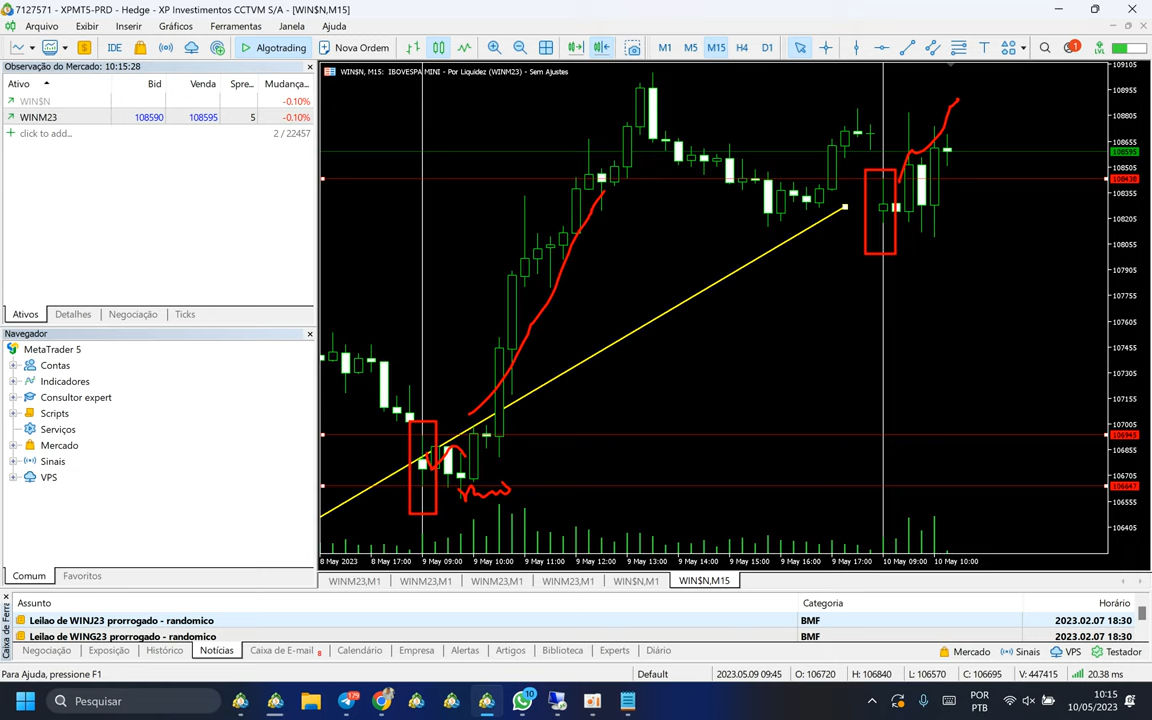 7127571 - XPMT5-PRD - Hedge - XP Investimentos CCTVM S/A - [WIN$N,M15]
Arquivo Exibir Inserir Gráficos Ferramentas Janela Ajuda
IDE Algotrading Nova Ordem M1 M5 M15 H4 D1 1 LVL
Observação do Mercado: 10:15:28
Ativo Bid Venda Spre... Mudança...
WIN$N -0.10%
WINM23 108590 108595 5 -0.10%
click to add... 2 / 22457
Ativos Detalhes Negociação Ticks
Navegador
MetaTrader 5
Contas
Indicadores
Consultor expert
Scripts
Serviços
Mercado
Sinais
VPS
Comum Favoritos
WIN$N, M15: IBOVESPA MINI - Por Liquidez (WINM23) - Sem Ajustes
109105
108955
108805
108655
108595
108505
108438
108355
108205
108055
107905
107755
107605
107455
107305
107155
107005
106945
106855
106705
106647
106555
106405
8 May 2023 8 May 17:00 9 May 09:00 9 May 10:00 9 May 11:00 9 May 12:00 9 May 13:00 9 May 14:00 9 May 15:00 9 May 16:00 9 May 17:00 10 May 09:00 10 May 10:00
WINM23,M1 WINM23,M1 WINM23,M1 WINM23,M1 WIN$N,M1 WIN$N,M15
Caixa de Ferr
Assunto Categoria Horário
Leilao de WINJ23 prorrogado - randomico BMF 2023.02.07 18:30
Leilao de WING23 prorrogado - randomico BMF 2023.02.07 18:30
Negociação Exposição Histórico Notícias Caixa de E-mail 8 Calendário Empresa Alertas Artigos Biblioteca Experts Diário Mercado Sinais VPS Testador
Para Ajuda, pressione F1 Default 2023.05.09 09:45 O: 106720 H: 106840 L: 106570 C: 106695 V: 447415 20.38 ms
Pesquisar 179 10 POR 10:15
PTB 10/05/2023